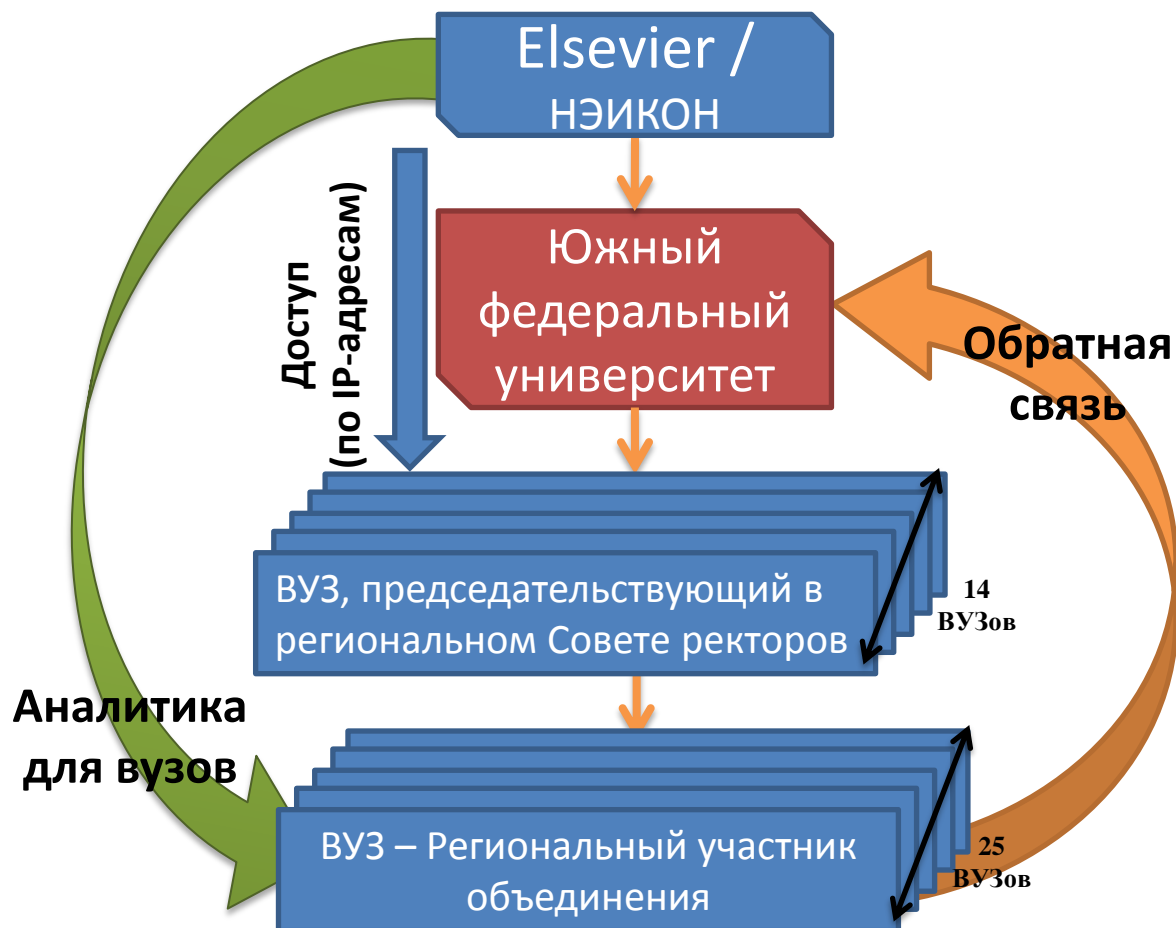 Elsevier /
НЭИКОН
Доступ
(по IP-адресам)
Южный
федеральный
университет
Обратная
связь
ВУЗ, председательствующий в
региональном Совете ректоров
14
ВУЗов
Аналитика
для вузов
ВУЗ – Региональный участник
объединения
25
ВУЗов